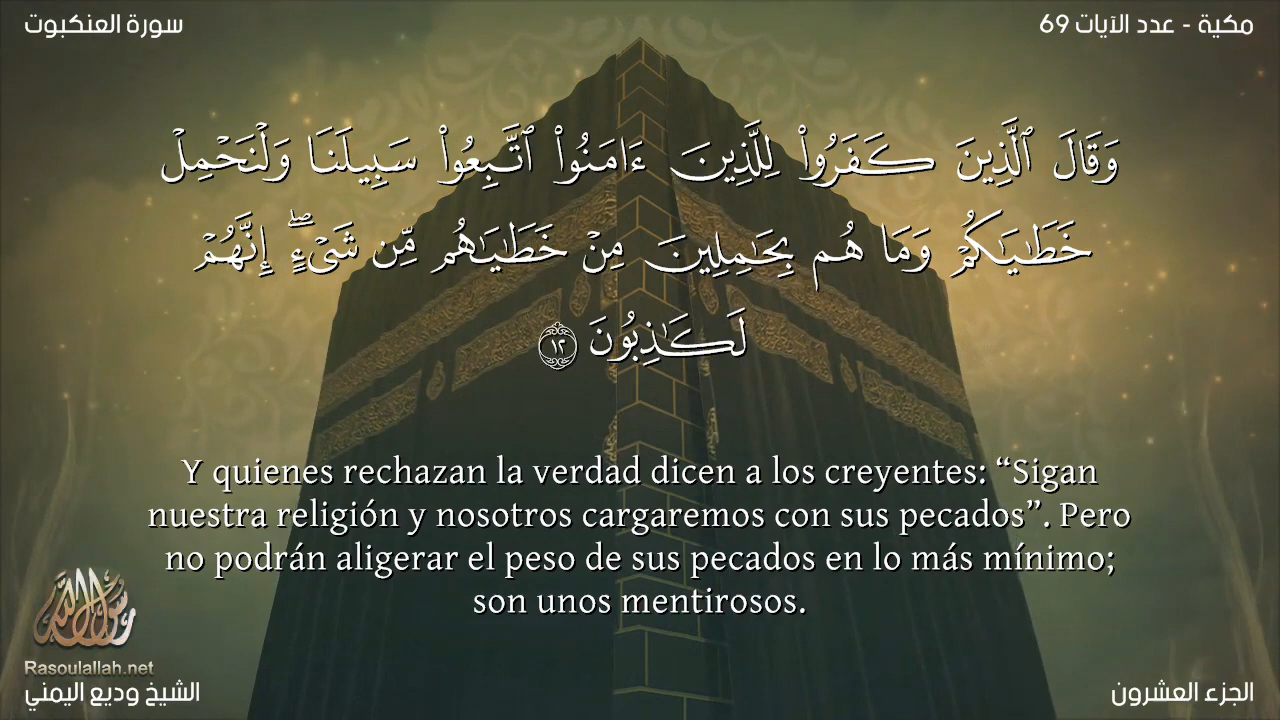 سورة العنكبوت
مكية - عدد الآيات 69
وَقَالَ ٱلَّذِينَ كَفَرُوا۟ لِلَّذِينَ ءَامَنُوا۟ ٱتَّبِعُوا۟ سَبِيلَنَا وَلْنَحْمِلْ
خَطَـٰيَـٰكُمْ وَمَا هُم بِحَـٰمِلِينَ مِنْ خَطَـٰيَـٰهُم مِّن شَىْءٍ ۖ إِنَّهُمْ
لَكَـٰذِبُونَ ١٢
Y quienes rechazan la verdad dicen a los creyentes: “Sigan
nuestra religión y nosotros cargaremos con sus pecados”. Pero
no podrán aligerar el peso de sus pecados en lo más mínimo;
son unos mentirosos.
رسول الله
Rasoulallah.net
الشيخ وديع اليمني
الجزء العشرون